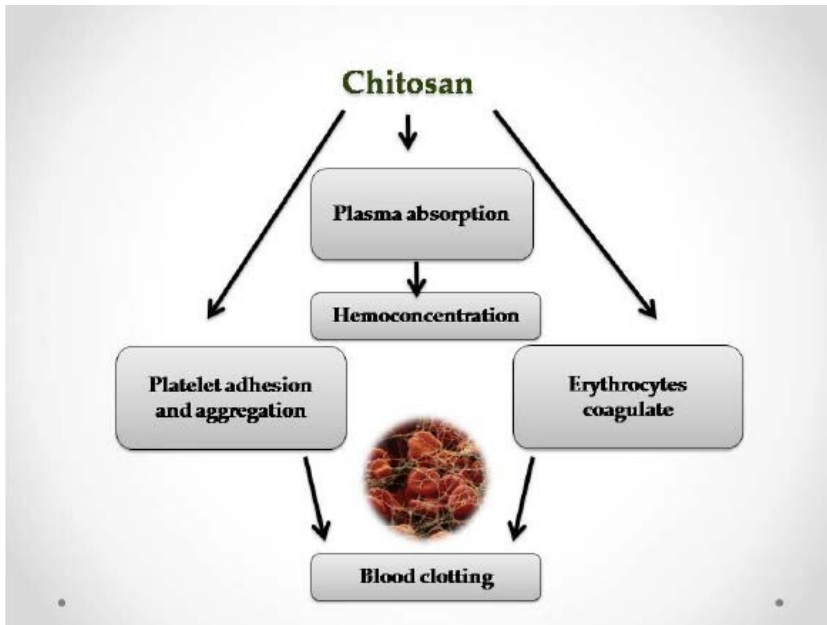 Chitosan
Plasma absorption
Hemoconcentration
Platelet adhesion
and aggregation
Erythrocytes
coagulate
Blood clotting